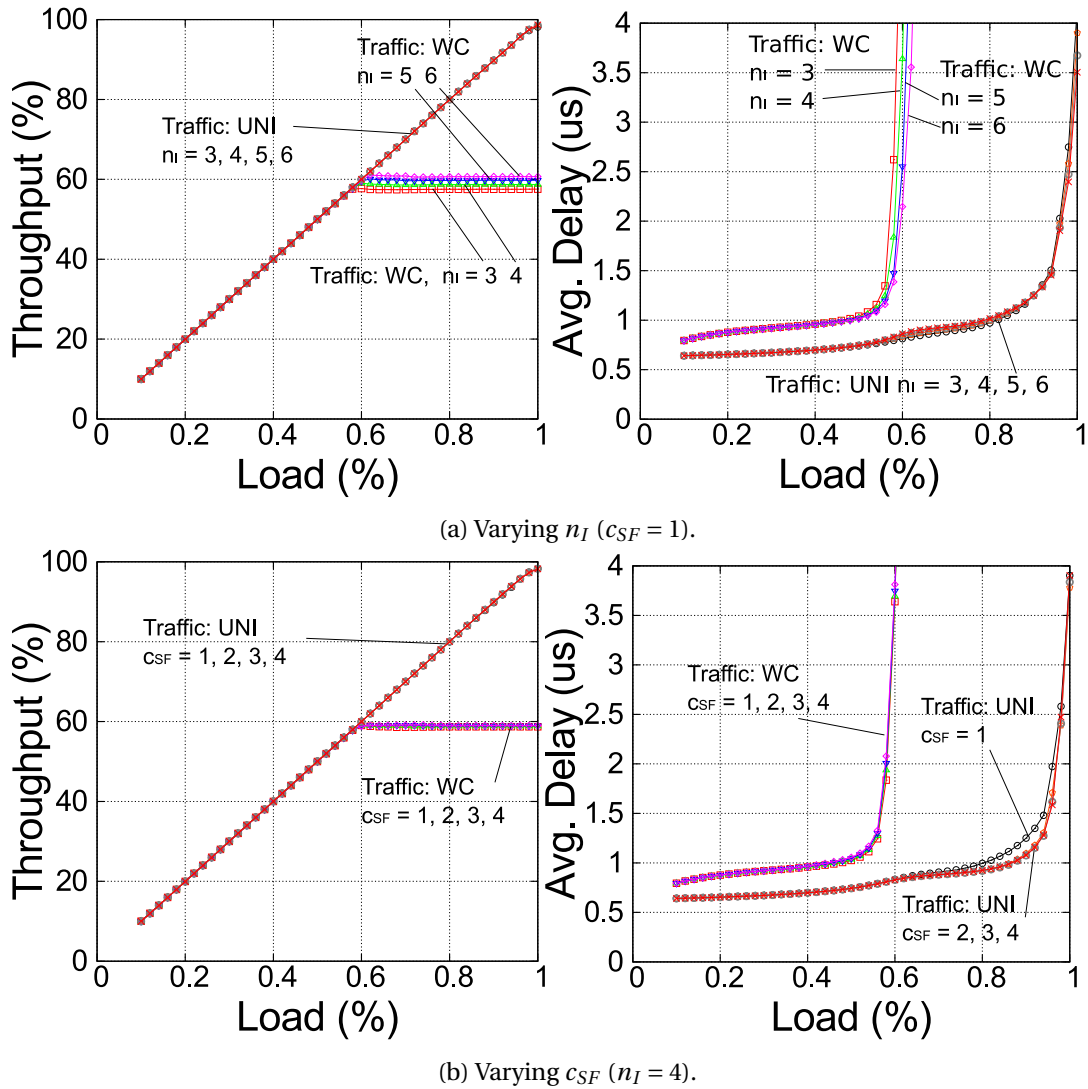 100
80
60
40
20
0
Throughput (%)
Traffic: WC
nI = 5 6
Traffic: UNI
nI = 3, 4, 5, 6
Traffic: WC, nI = 3 4
0 0.2 0.4 0.6 0.8 1
Load (%)
4
3.5
3
2.5
2
1.5
1
0.5
0
Avg. Delay (us)
Traffic: WC
nI = 3
nI = 4
Traffic: WC
nI = 5
nI = 6
Traffic: UNI nI = 3, 4, 5, 6
0 0.2 0.4 0.6 0.8 1
Load (%)
(a) Varying nI (cSF = 1).
100
80
60
40
20
0
Throughput (%)
Traffic: UNI
cSF = 1, 2, 3, 4
Traffic: WC
cSF = 1, 2, 3, 4
0 0.2 0.4 0.6 0.8 1
Load (%)
4
3.5
3
2.5
2
1.5
1
0.5
0
Avg. Delay (us)
Traffic: WC
cSF = 1, 2, 3, 4
Traffic: UNI
cSF = 1
Traffic: UNI
cSF = 2, 3, 4
0 0.2 0.4 0.6 0.8 1
Load (%)
(b) Varying cSF (nI = 4).